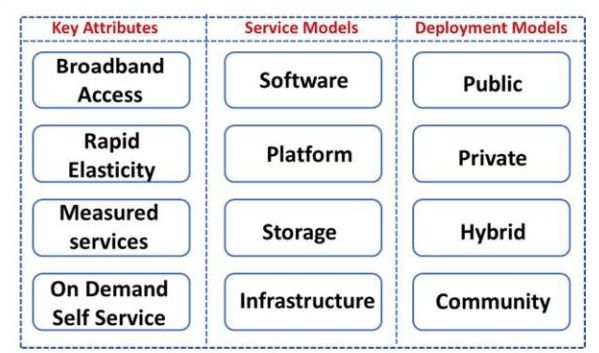 Key Attributes
Service Models
Deployment Models
Broadband
Access
Software
Public
Rapid
Elasticity
Platform
Private
Measured
services
Storage
Hybrid
On Demand
Self Service
Infrastructure
Community